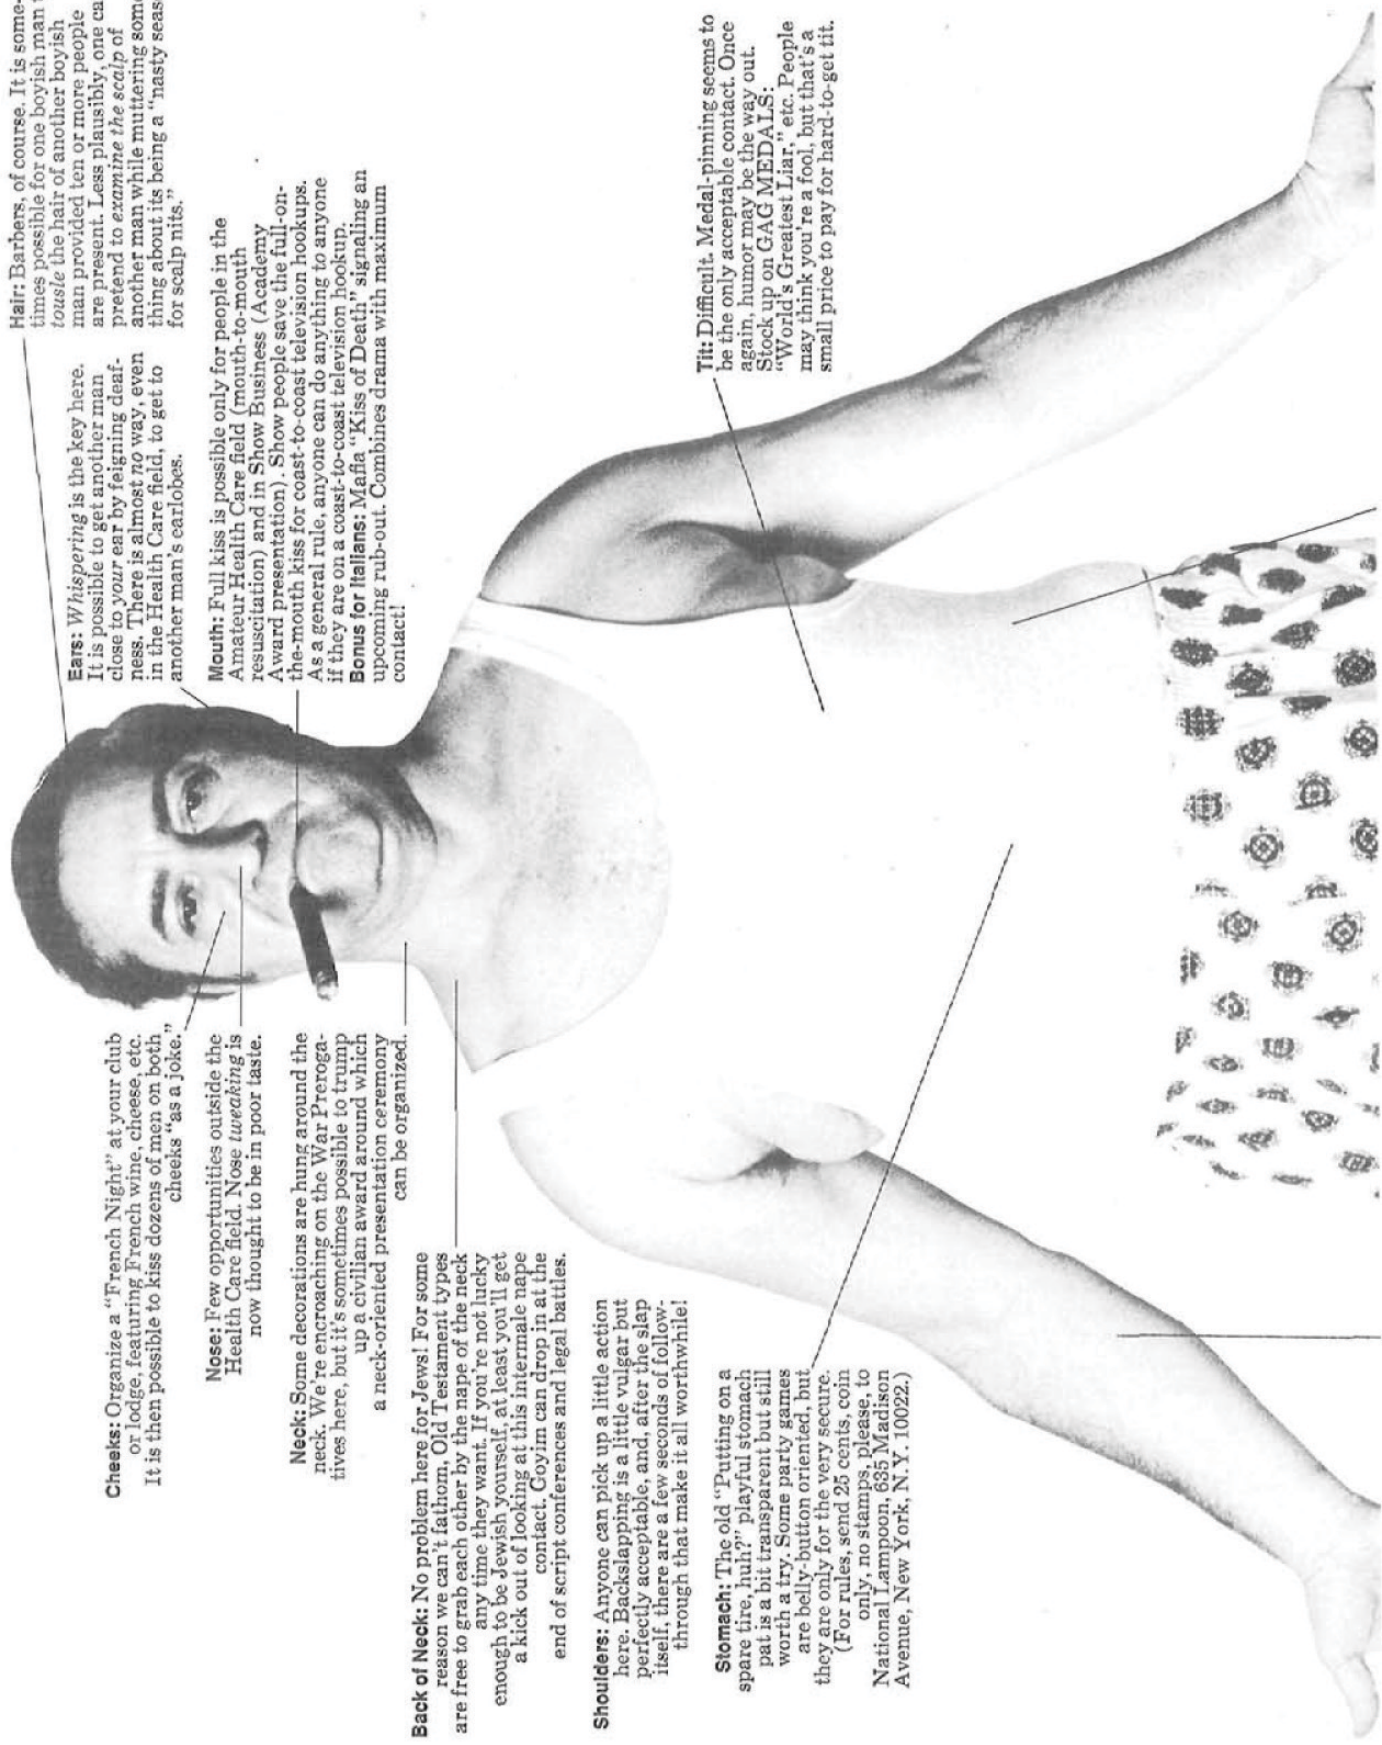 Hair: Barbers, of course. It is some-
times possible for one boyish man
tousle the hair of another boyish
man provided ten or more people
are present. Less plausibly, one ca
pretend to examine the scalp of
another man while muttering som
thing about its being a "nasty seas
for scalp nits."
Ears: Whispering is the key here.
It is possible to get another man
close to your ear by feigning deaf-
ness. There is almost no way, even
in the Health Care field, to get to
another man's earlobes.
Mouth: Full kiss is possible only for people in the
Amateur Health Care field (mouth-to-mouth
resuscitation) and in Show Business (Academy
Award presentation). Show people save the full-on-
the-mouth kiss for coast-to-coast television hookups.
As a general rule, anyone can do anything to anyone
if they are on a coast-to-coast television hookup.
Bonus for Italians: Mafia "Kiss of Death" signaling an
upcoming rub-out. Combines drama with maximum
contact!
Tit: Difficult. Medal-pinning seems to
be the only acceptable contact. Once
again, humor may be the way out.
Stock up on GAG MEDALS:
"World's Greatest Liar," etc. People
may think you're a fool, but that's a
small price to pay for hard-to-get tit.
Cheeks: Organize a "French Night" at your club
or lodge, featuring French wine, cheese, etc.
It is then possible to kiss dozens of men on both
cheeks "as a joke."
Nose: Few opportunities outside the
Health Care field. Nose tweaking is
now thought to be in poor taste.
Neck: Some decorations are hung around the
neck. We're encroaching on the War Preroga-
tives here, but it's sometimes possible to trump
up a civilian award around which
a neck-oriented presentation ceremony
can be organized.
Back of Neck: No problem here for Jews! For some
reason we can't fathom, Old Testament types
are free to grab each other by the nape of the neck
any time they want. If you're not lucky
enough to be Jewish yourself, at least you'll get
a kick out of looking at this intermale nape
contact. Goyim can drop in at the
end of script conferences and legal battles.
Shoulders: Anyone can pick up a little action
here. Backslapping is a little vulgar but
perfectly acceptable, and, after the slap
itself, there are a few seconds of follow-
through that make it all worthwhile!
Stomach: The old "Putting on a
spare tire, huh?" playful stomach
pat is a bit transparent but still
worth a try. Some party games
are belly-button oriented, but
they are only for the very secure.
(For rules, send 25 cents, coin
only, no stamps, please, to
National Lampoon, 635 Madison
Avenue, New York, N.Y. 10022.)